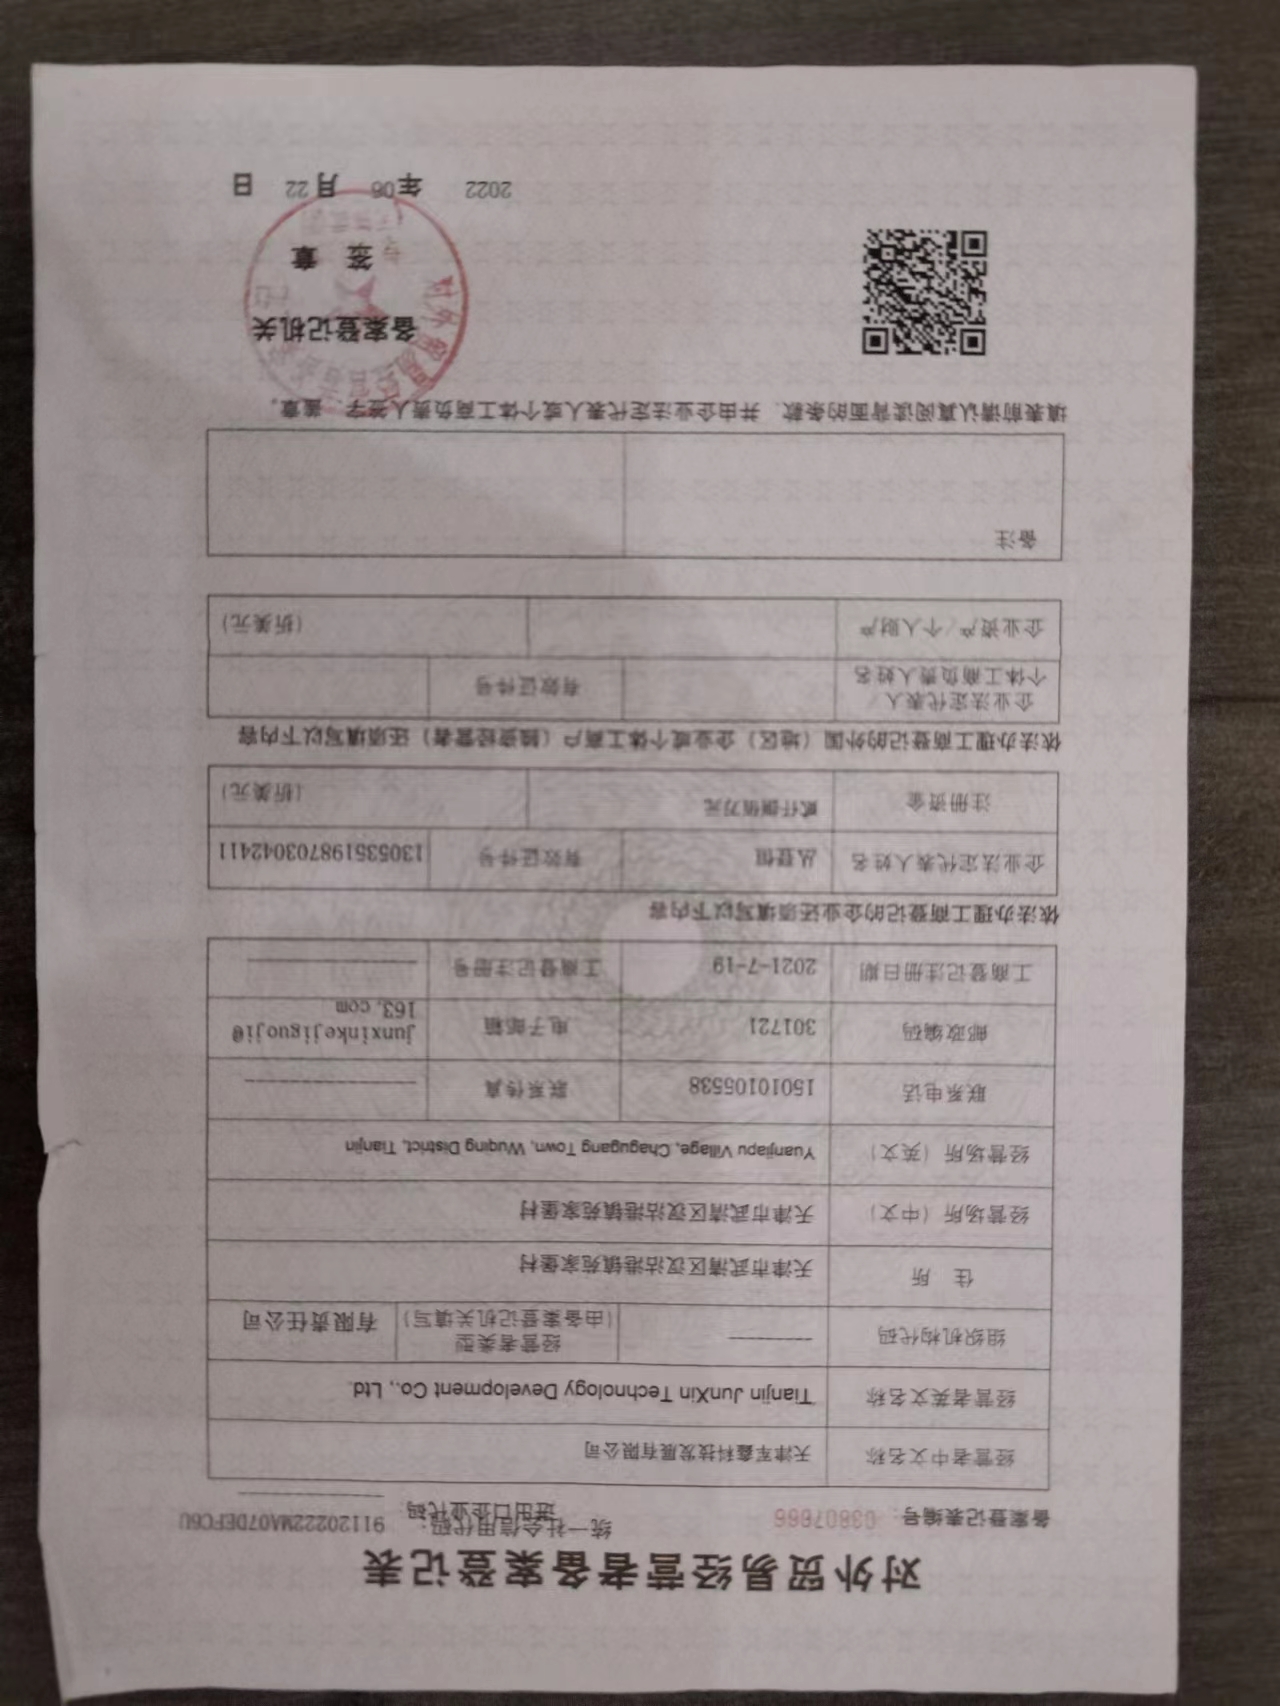 对外贸易经营者备案登记表
统一社会信用代码: 91120222MA07DEFC6U
备案登记表编号: 03807666
进出口企业代码:
经营者中文名称 天津军鑫科技发展有限公司
经营者英文名称 Tianjin JunXin Technology Development Co., Ltd.
组织机构代码 ———— 经营者类型 (由备案登记机关填写) 有限责任公司
住 所 天津市武清区汊沽港镇苑家堡村
经营场所(中文) 天津市武清区汊沽港镇苑家堡村
经营场所(英文) Yuanjiapu Village, Chagugang Town, Wuqing District, Tianjin
联系电话 15010105538 联系传真 ————————
邮政编码 301721 电子邮箱 junxinkejiguoji@
163.com
工商登记注册日期 2021-7-19 工商登记注册号 ————————
依法办理工商登记的企业还须填写以下内容
企业法定代表人姓名 丛登恒 有效证件号 130535198703042411
注册资金 贰仟捌佰万元 (折美元)
依法办理工商登记的外国(地区)企业或个体工商户(独资经营者)还须填写以下内容
企业法定代表人/
个体工商负责人姓名 有效证件号
企业资产/个人财产 (折美元)
备注
填表前请认真阅读背面的条款,并由企业法定代表人或个体工商负责人签字、盖章。
备案登记机关
签 章
2022 年 06 月 22 日